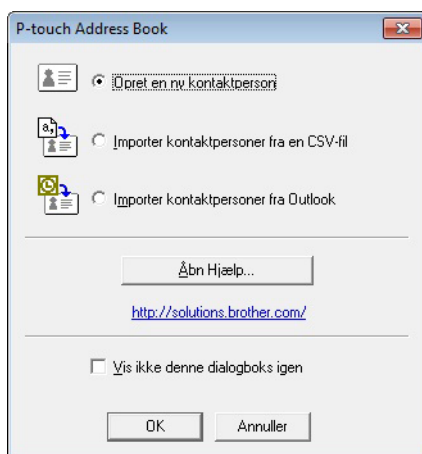 P-touch Address Book
Opret en ny kontaktperson
a,
Importer kontaktpersoner fra en CSV-fil
Importer kontaktpersoner fra Outlook
Åbn Hjælp...
http://solutions.brother.com/
Vis ikke denne dialogboks igen
OK Annuller